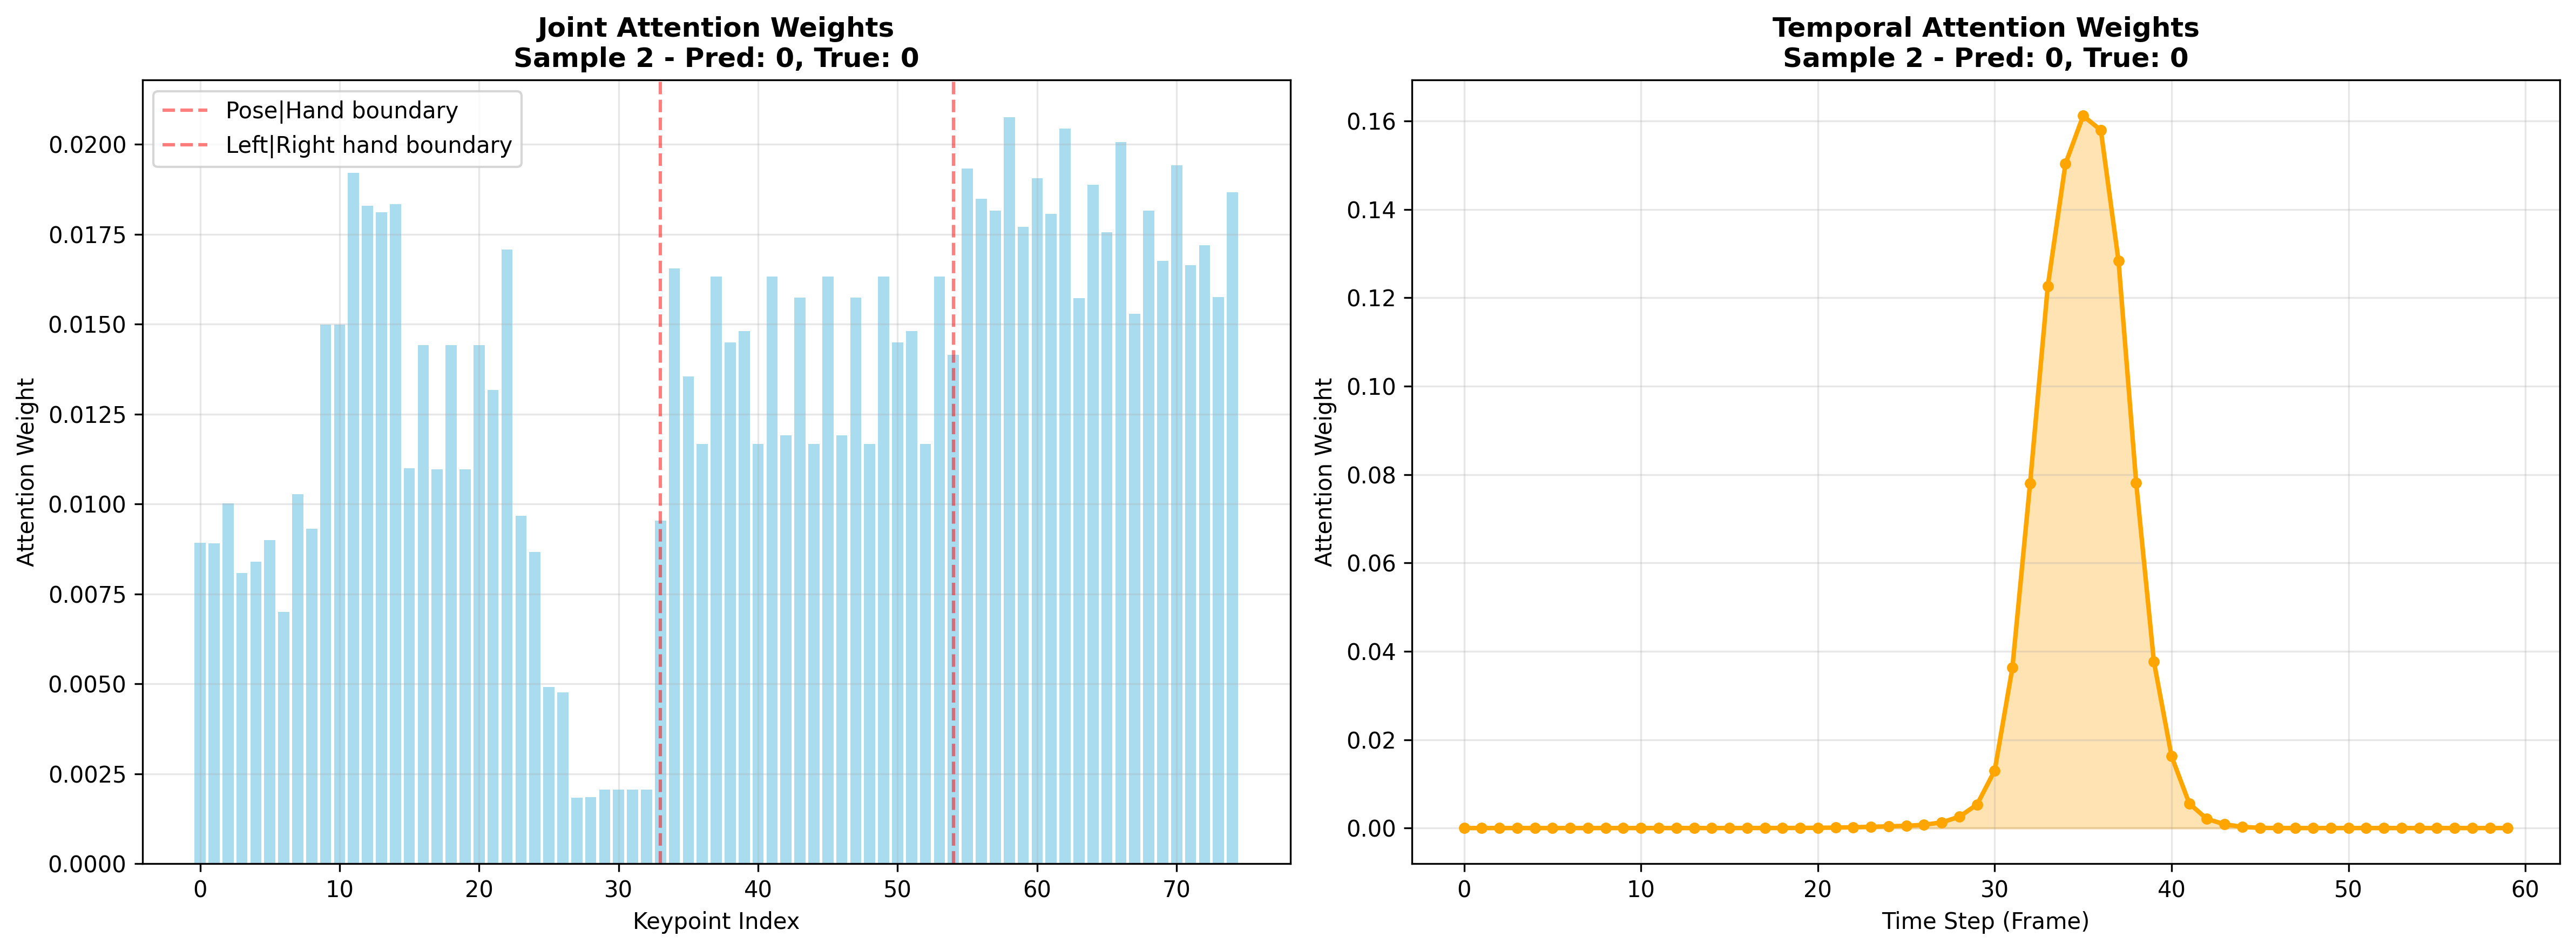 Joint Attention Weights
Sample 2 - Pred: 0, True: 0
Pose|Hand boundary
Left|Right hand boundary
Attention Weight
0.0200
0.0175
0.0150
0.0125
0.0100
0.0075
0.0050
0.0025
0.0000
0 10 20 30 40 50 60 70
Keypoint Index
Temporal Attention Weights
Sample 2 - Pred: 0, True: 0
Attention Weight
0.16
0.14
0.12
0.10
0.08
0.06
0.04
0.02
0.00
0 10 20 30 40 50 60
Time Step (Frame)